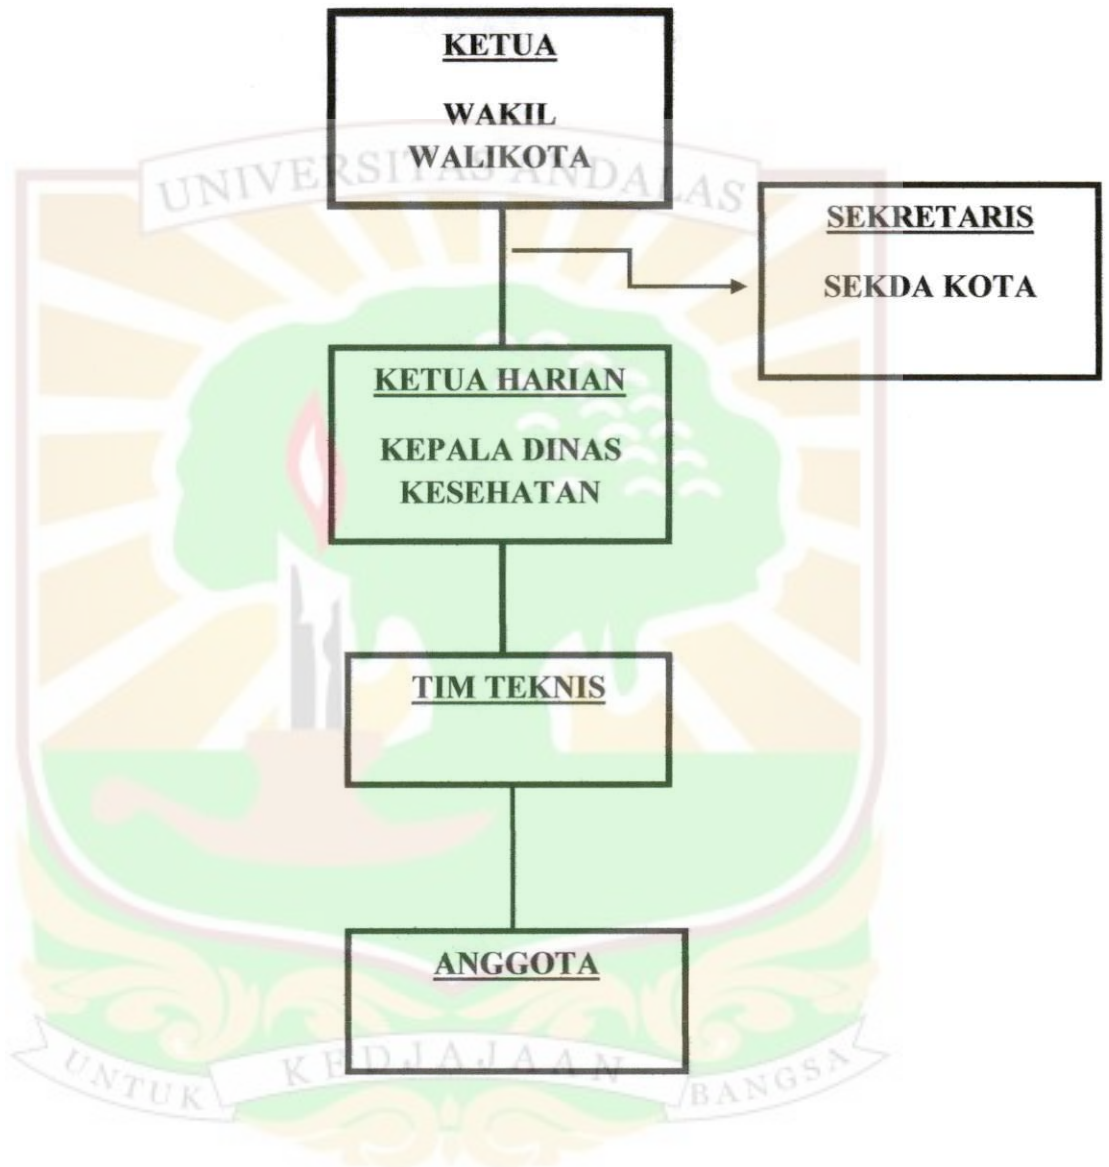 KETUA
WAKIL
WALIKOTA
UNIVERSITAS ANDALAS
SEKRETARIS
SEKDA KOTA
KETUA HARIAN
KEPALA DINAS
KESEHATAN
TIM TEKNIS
ANGGOTA
UNTUK KEDJAJAAN BANGSA